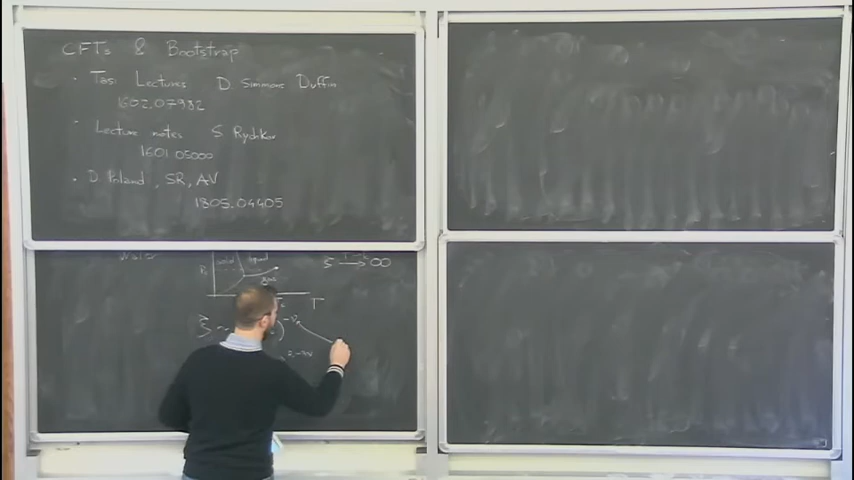 CFTs & Bootstrap
• Tasi Lectures D. Simmons Duffin
1602.07982
• Lecture notes S Rychkov
1601.05000
• D. Poland, SR, AV
1805.04405
ξ → ∞
T